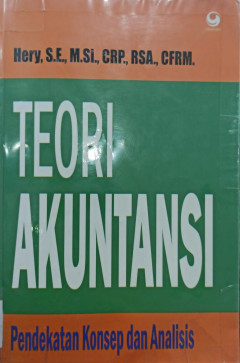 Hery, S.E., M.Si., CRP., RSA., CFRM.
TEORI
AKUNTANSI
Pendekatan Konsep dan Analisis